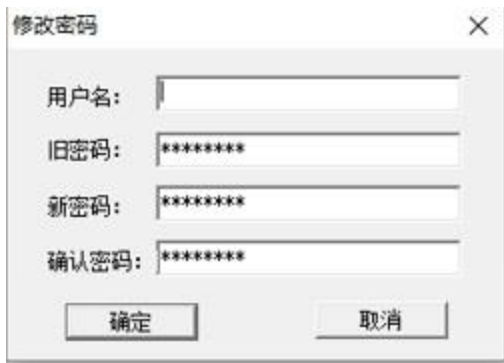 修改密码
用户名：
旧密码： ********
新密码： ********
确认密码： ********
确定 取消